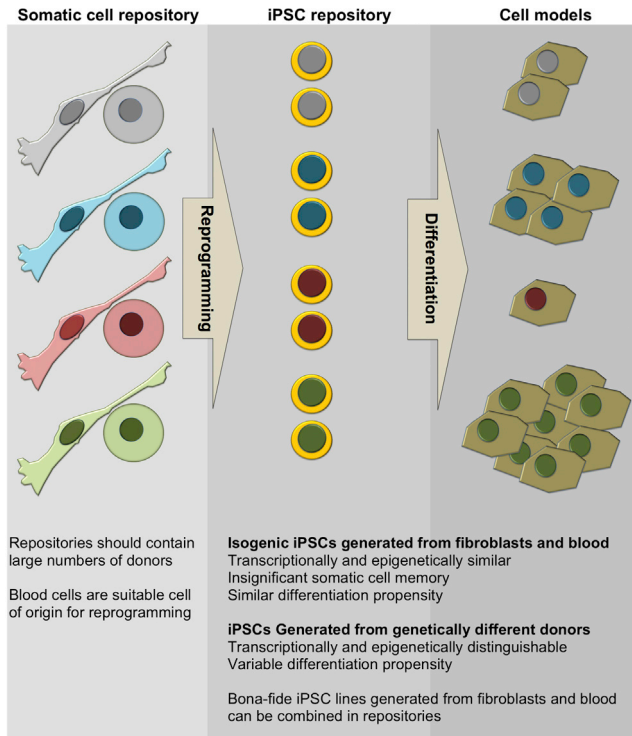 Somatic cell repository
iPSC repository
Cell models
Reprogramming
Differentiation
Repositories should contain
large numbers of donors
Blood cells are suitable cell
of origin for reprogramming
Isogenic iPSCs generated from fibroblasts and blood
Transcriptionally and epigenetically similar
Insignificant somatic cell memory
Similar differentiation propensity
iPSCs Generated from genetically different donors
Transcriptionally and epigenetically distinguishable
Variable differentiation propensity
Bona-fide iPSC lines generated from fibroblasts and blood
can be combined in repositories